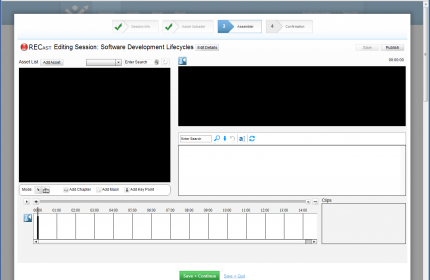 Session Info
Asset Uploader
3 Assembler
4 Confirmation
RECAST Editing Session: Software Development Lifecycles Edit Details
Save Publish
Asset List Add Asset Enter Search
00:00:00
Enter Search
Mode: Add Chapter Add Mark Add Key Point
00:00 01:00 02:00 03:00 04:00 05:00 06:00 07:00 08:00 09:00 10:00 11:00 12:00 13:00 14:00
Clips:
Save + Continue Save + Quit